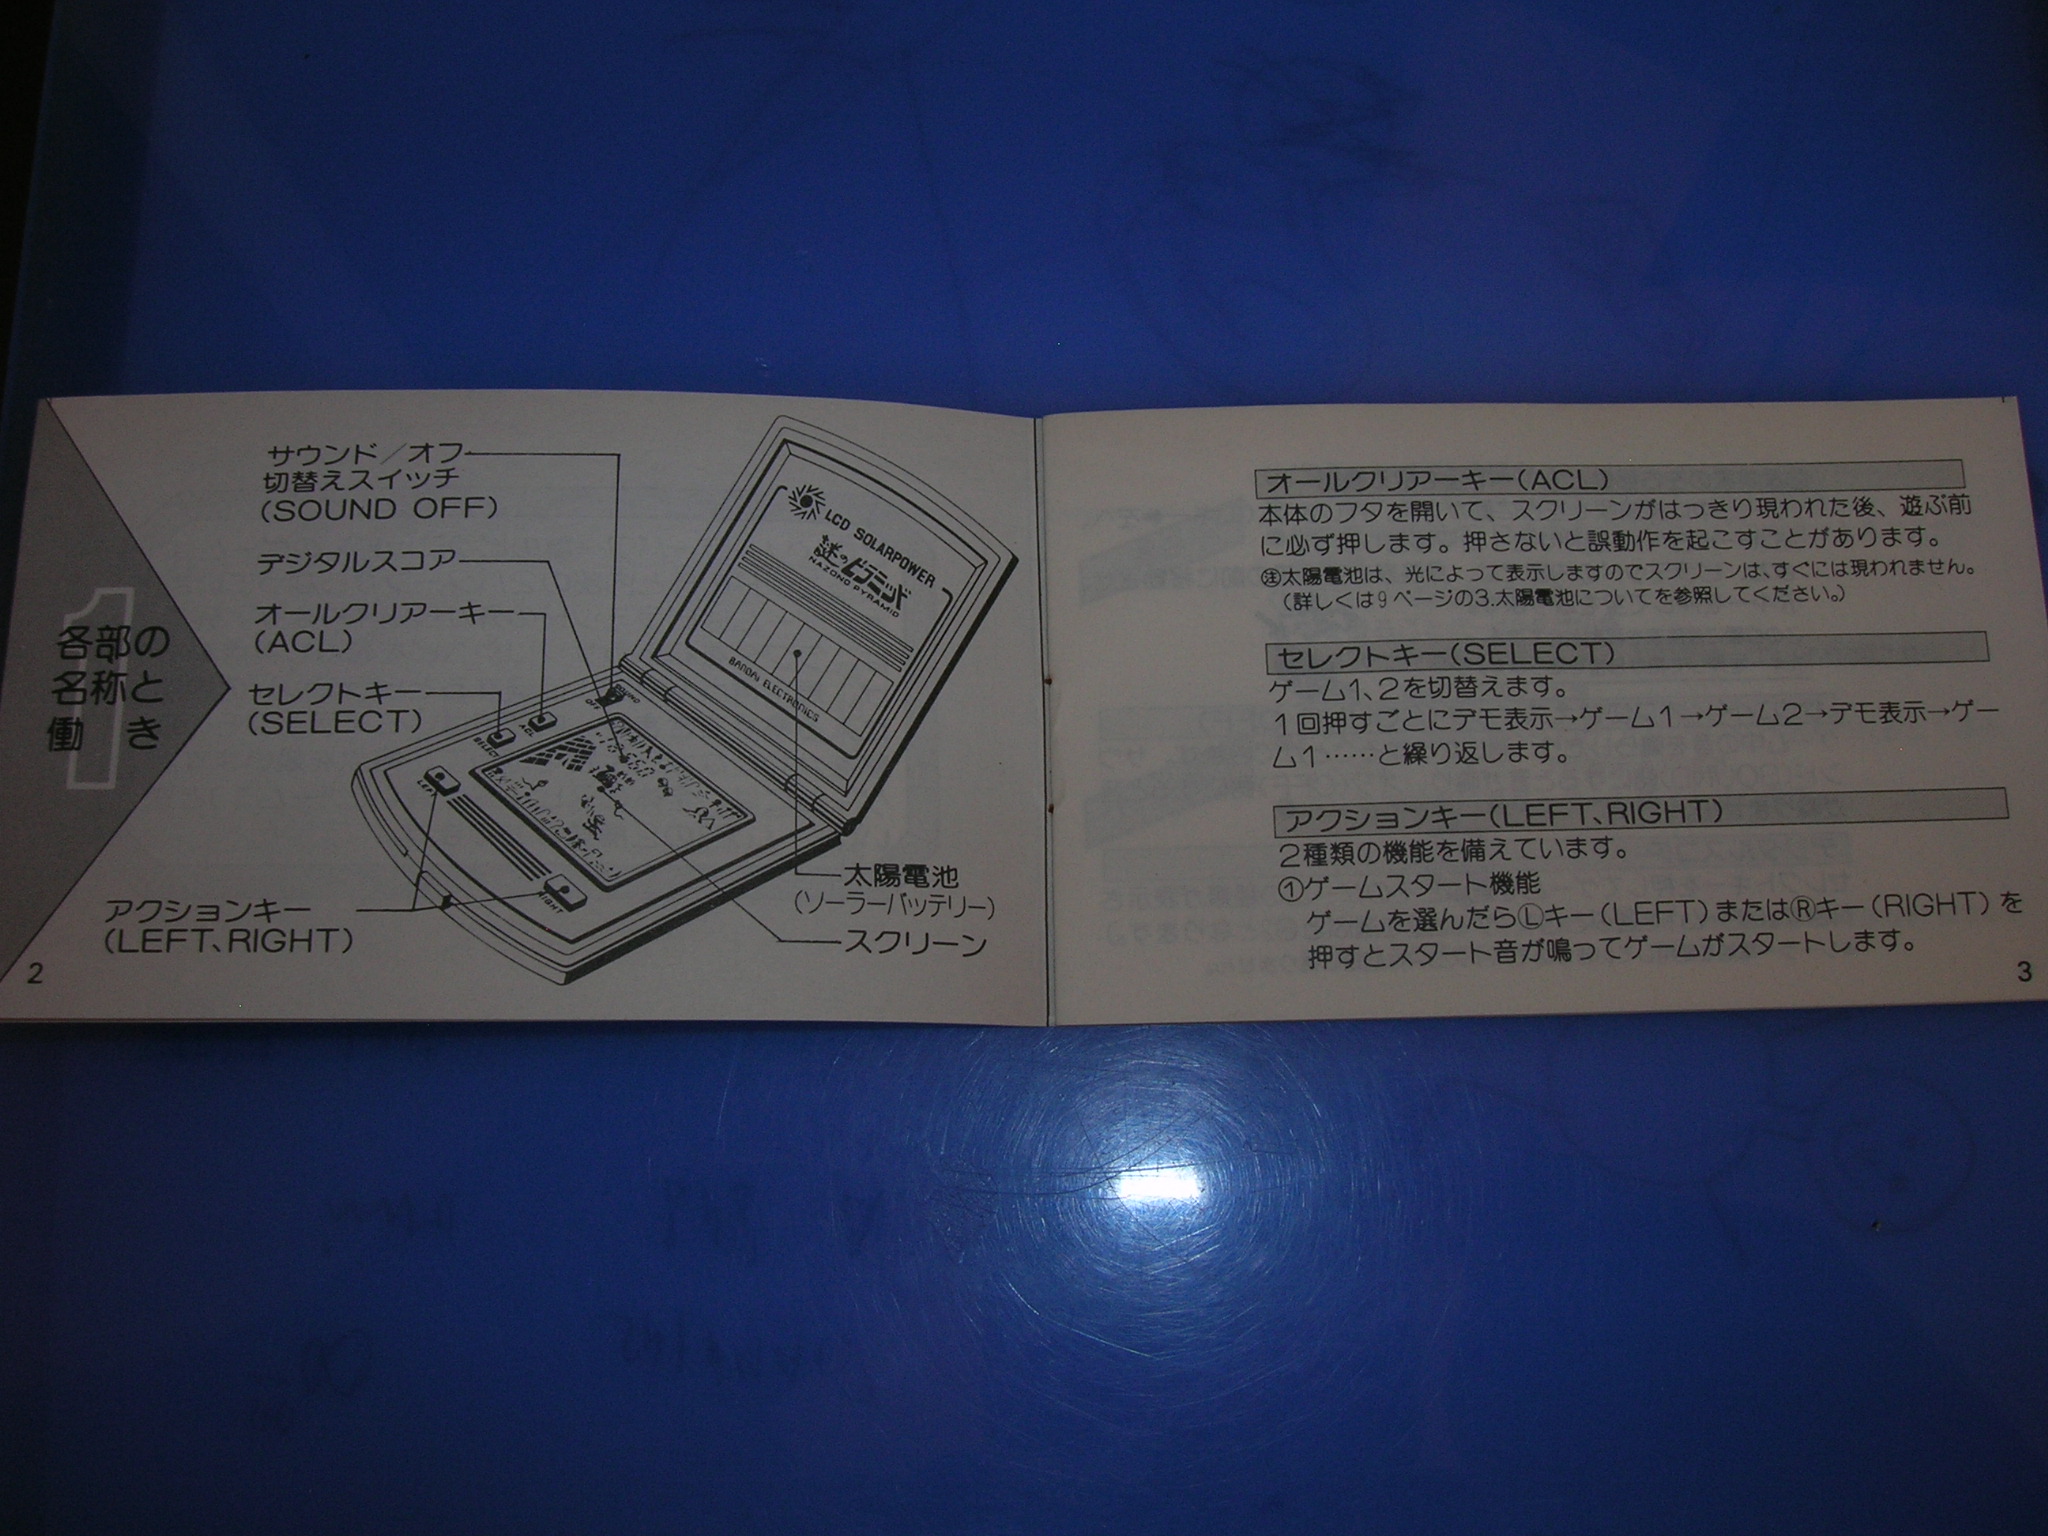 1
各部の
名称と
働き
サウンド/オフ
切替えスイッチ
(SOUND OFF)
デジタルスコア
オールクリアーキー
(ACL)
セレクトキー
(SELECT)
アクションキー
(LEFT、RIGHT)
LCD SOLARPOWER
謎のピラミッド
NAZONO PYRAMID
BANDAI ELECTRONICS
SOUND
OFF
ACL
SELECT
LEFT
RIGHT
太陽電池
(ソーラーバッテリー)
スクリーン
2
オールクリアーキー(ACL)
本体のフタを開いて、スクリーンがはっきり現われた後、遊ぶ前
に必ず押します。押さないと誤動作を起こすことがあります。
㊟太陽電池は、光によって表示しますのでスクリーンは、すぐには現われません。
(詳しくは9ページの3.太陽電池についてを参照してください。)
セレクトキー(SELECT)
ゲーム1、2を切替えます。
1回押すごとにデモ表示→ゲーム1→ゲーム2→デモ表示→ゲー
ム1……と繰り返します。
アクションキー(LEFT、RIGHT)
2種類の機能を備えています。
①ゲームスタート機能
ゲームを選んだらⓁキー(LEFT)またはⓇキー(RIGHT)を
押すとスタート音が鳴ってゲームがスタートします。
3